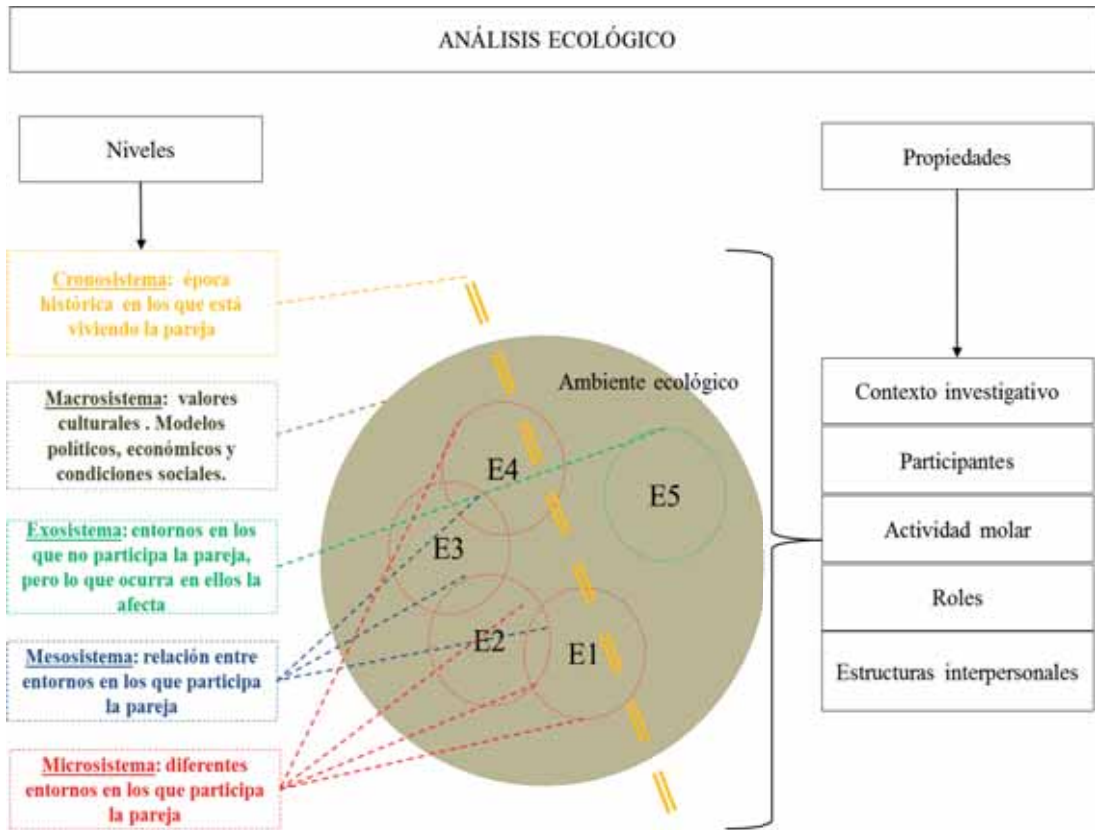 ANÁLISIS ECOLÓGICO
Niveles
Cronosistema: época
histórica en los que está
viviendo la pareja
Macrosistema: valores
culturales . Modelos
políticos, económicos y
condiciones sociales.
Exosistema: entornos en los
que no participa la pareja,
pero lo que ocurra en ellos la
afecta
Mesosistema: relación entre
entornos en los que participa
la pareja
Microsistema: diferentes
entornos en los que participa
la pareja
Ambiente ecológico
E4
E5
E3
E2
E1
Propiedades
Contexto investigativo
Participantes
Actividad molar
Roles
Estructuras interpersonales